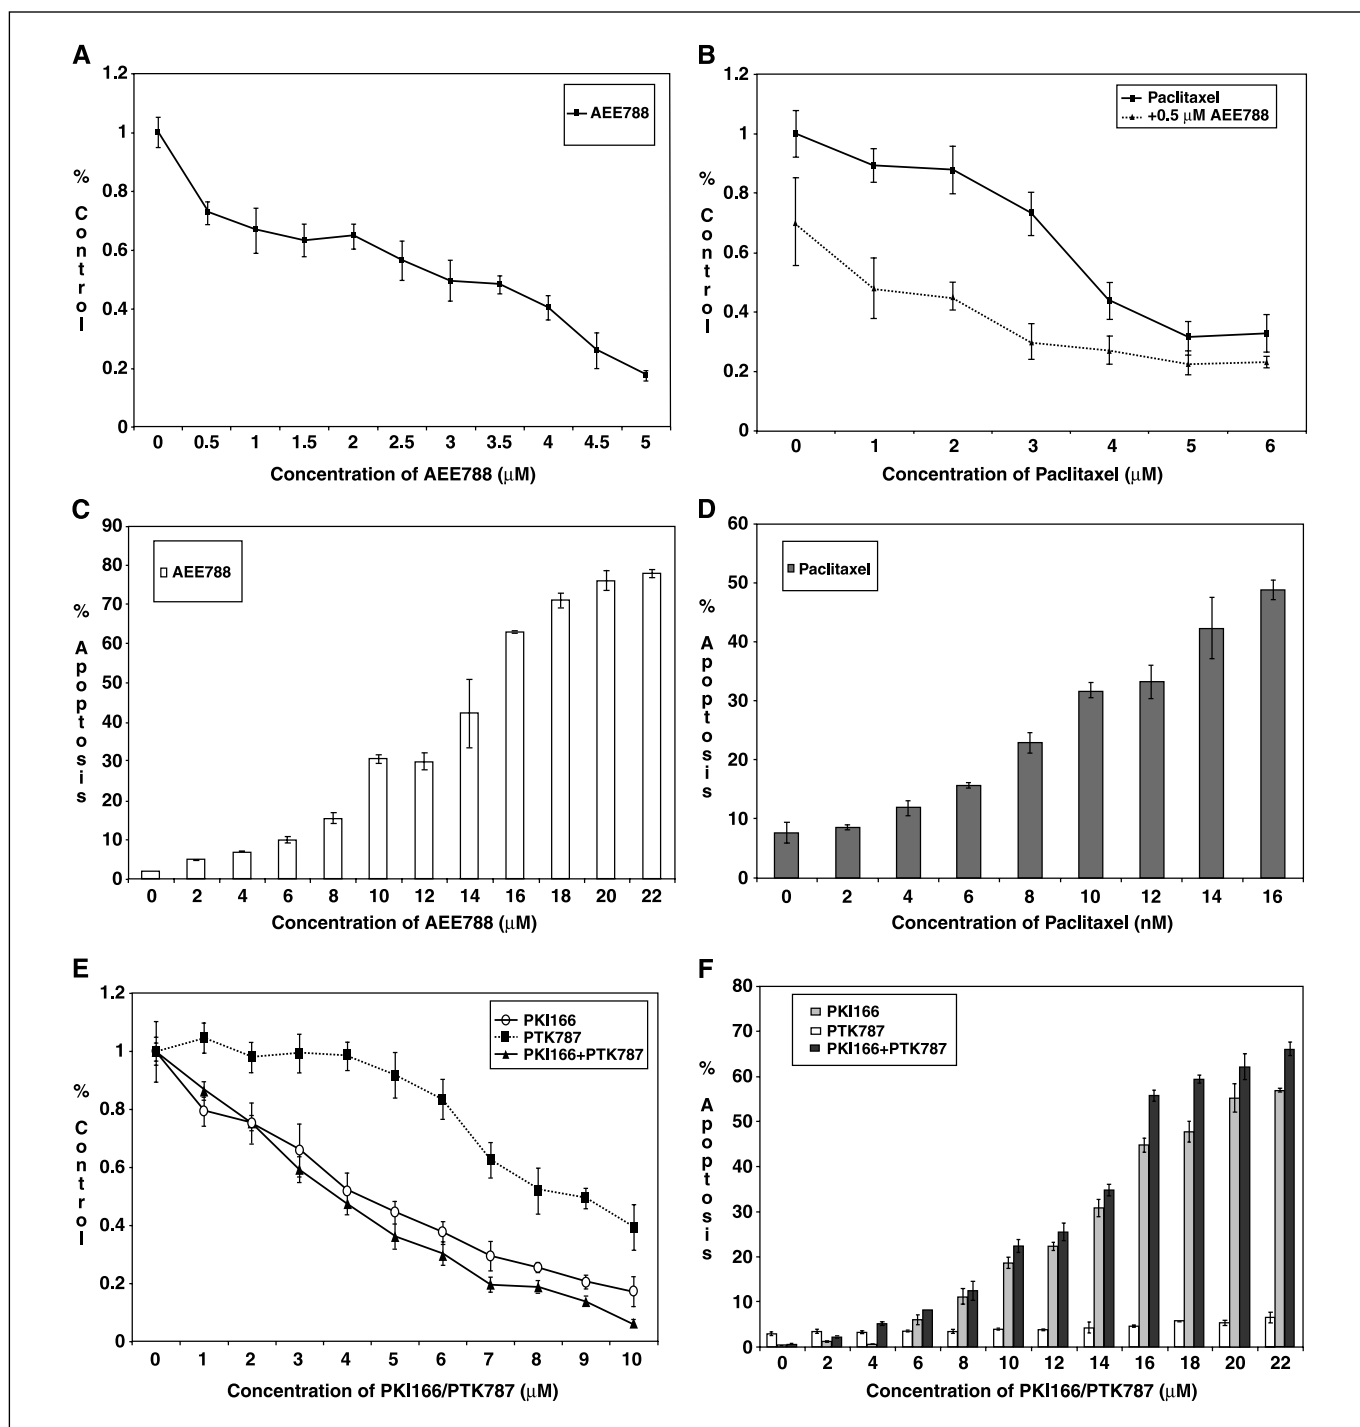 A
1.2
1
0.8
0.6
0.4
0.2
0
% Control
AEE788
0 0.5 1 1.5 2 2.5 3 3.5 4 4.5 5
Concentration of AEE788 (μM)
B
1.2
1
0.8
0.6
0.4
0.2
0
% Control
Paclitaxel
+0.5 μM AEE788
0 1 2 3 4 5 6
Concentration of Paclitaxel (μM)
C
90
80
70
60
50
40
30
20
10
0
% Apoptosis
AEE788
0 2 4 6 8 10 12 14 16 18 20 22
Concentration of AEE788 (μM)
D
60
50
40
30
20
10
0
% Apoptosis
Paclitaxel
0 2 4 6 8 10 12 14 16
Concentration of Paclitaxel (nM)
E
1.2
1
0.8
0.6
0.4
0.2
0
% Control
PKI166
PTK787
PKI166+PTK787
0 1 2 3 4 5 6 7 8 9 10
Concentration of PKI166/PTK787 (μM)
F
80
70
60
50
40
30
20
10
0
% Apoptosis
PKI166
PTK787
PKI166+PTK787
0 2 4 6 8 10 12 14 16 18 20 22
Concentration of PKI166/PTK787 (μM)